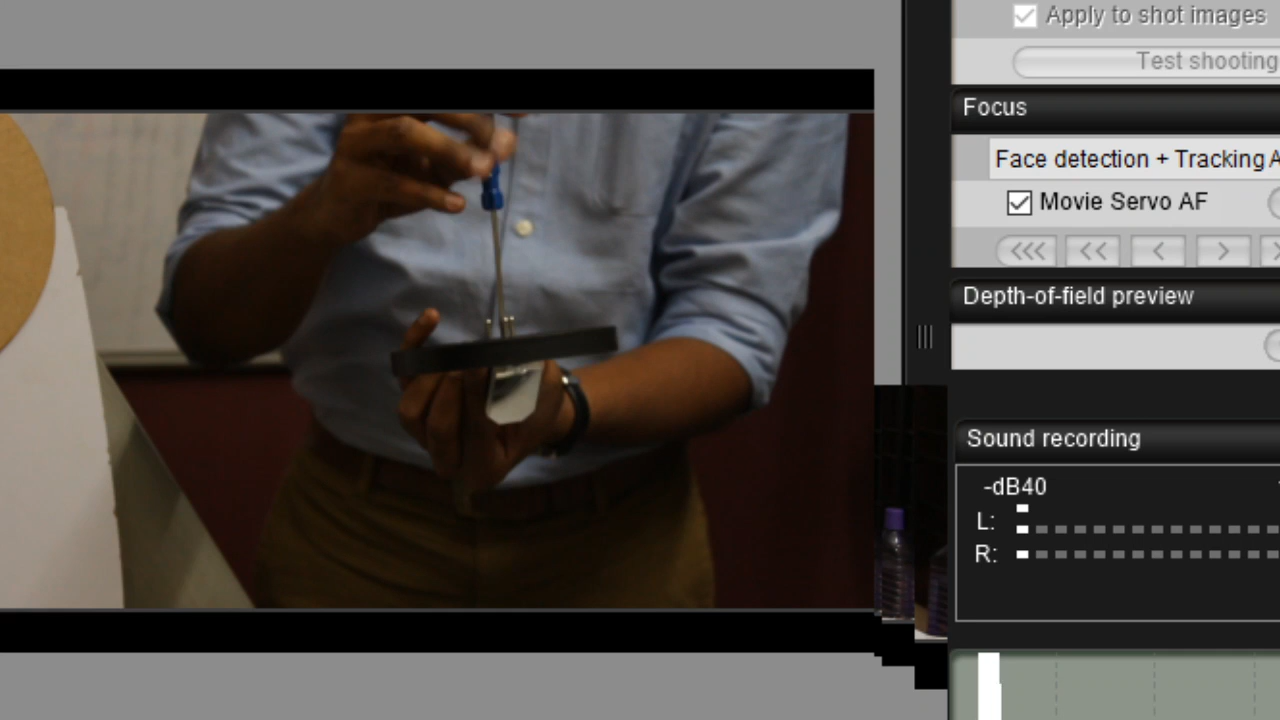 Apply to shot images
Test shooting
Focus
Face detection + Tracking A
Movie Servo AF
Depth-of-field preview
Sound recording
-dB40
L:
R: